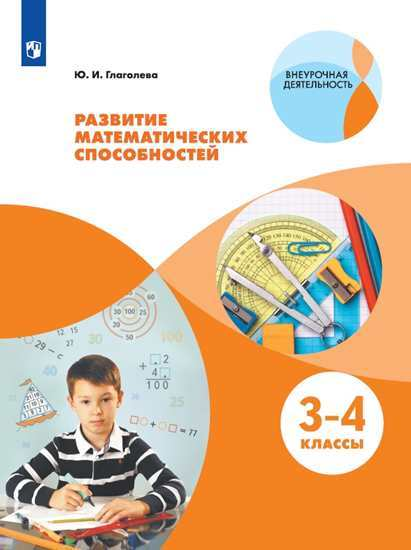 Ю. И. Глаголева
ВНЕУРОЧНАЯ
ДЕЯТЕЛЬНОСТЬ
РАЗВИТИЕ
МАТЕМАТИЧЕСКИХ
СПОСОБНОСТЕЙ
3–4
КЛАССЫ